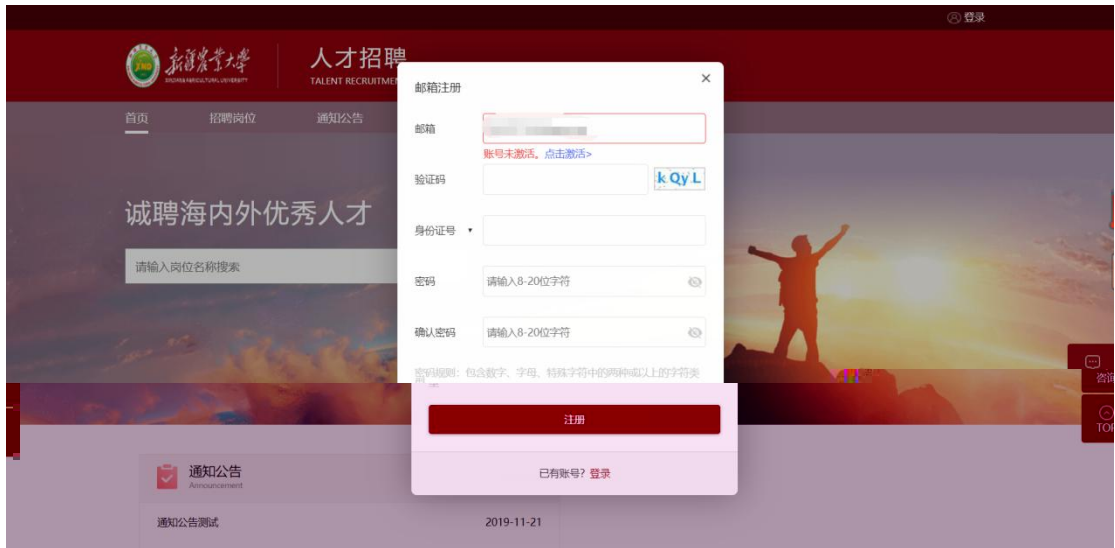 登录
新疆农业大学
XINJIANG AGRICULTURAL UNIVERSITY
人才招聘
TALENT RECRUITMEN
首页 招聘岗位 通知公告
诚聘海内外优秀人才
请输入岗位名称搜索
邮箱注册 ×
邮箱
账号未激活。点击激活>
验证码 kQyL
身份证号
密码 请输入8-20位字符
确认密码 请输入8-20位字符
密码规则：包含数字、字母、特殊字符中的两种或以上的字符类
注册
已有账号？登录
咨询
TOP
通知公告
Announcement
通知公告测试 2019-11-21